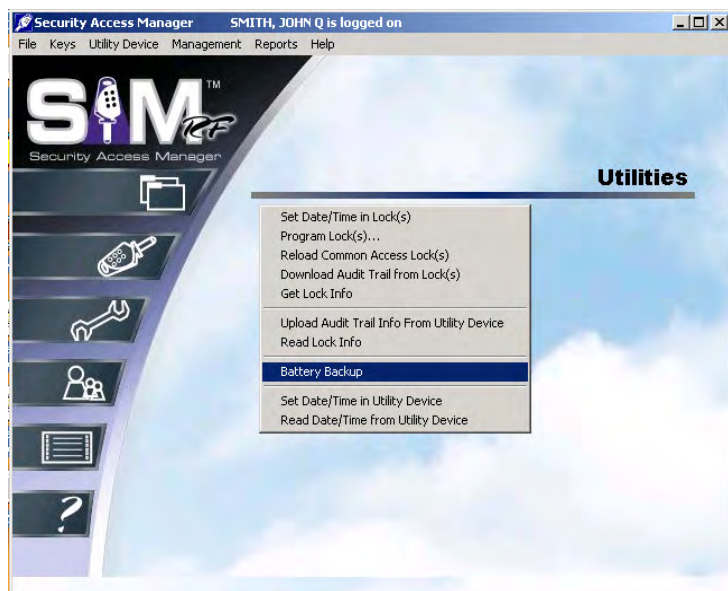 Security Access Manager SMITH, JOHN Q is logged on
File Keys Utility Device Management Reports Help
SAM TM
RF
Security Access Manager
Utilities
Set Date/Time in Lock(s)
Program Lock(s)...
Reload Common Access Lock(s)
Download Audit Trail from Lock(s)
Get Lock Info
Upload Audit Trail Info From Utility Device
Read Lock Info
Battery Backup
Set Date/Time in Utility Device
Read Date/Time from Utility Device
?